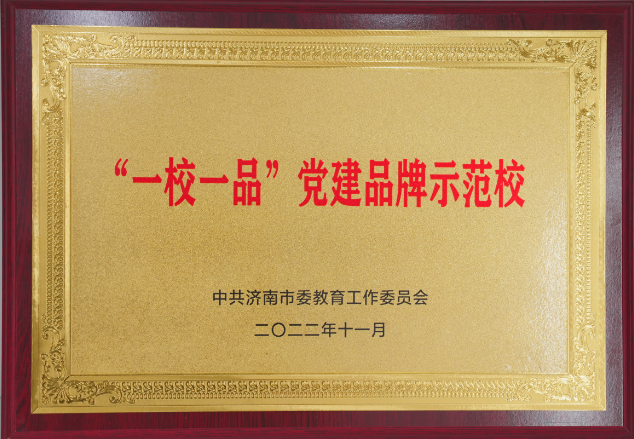 “一校一品”党建品牌示范校
中共济南市委教育工作委员会
二〇二二年十一月